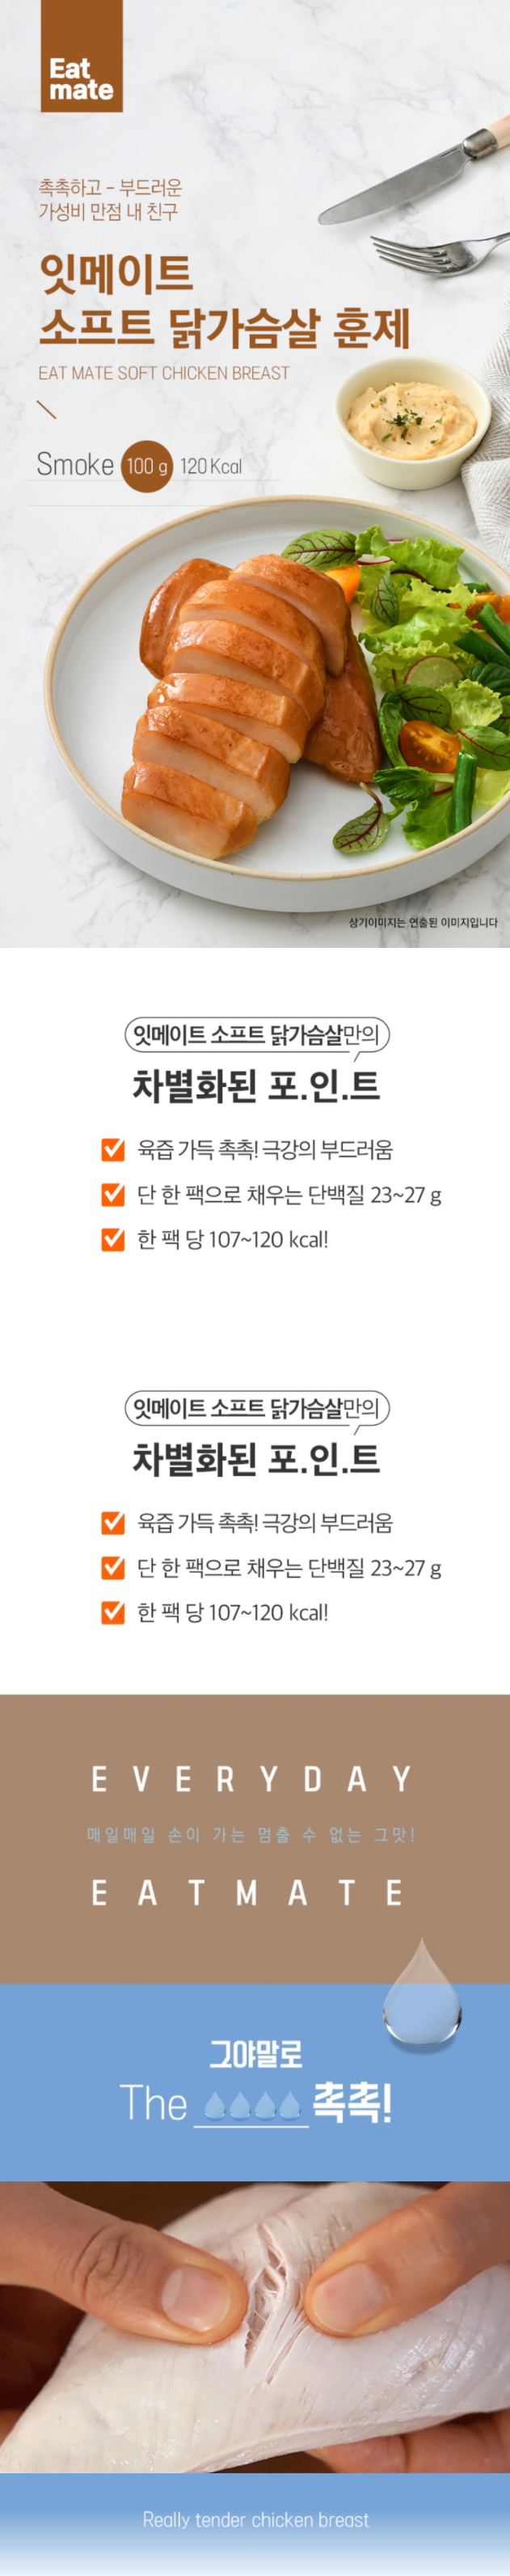 Eat
mate
촉촉하고 - 부드러운
가성비 만점 내 친구
잇메이트
소프트 닭가슴살 훈제
EAT MATE SOFT CHICKEN BREAST
Smoke 100 g 120 Kcal
상기이미지는 연출된 이미지입니다
잇메이트 소프트 닭가슴살만의
차별화된 포.인.트
육즙 가득 촉촉! 극강의 부드러움
단 한 팩으로 채우는 단백질 23~27 g
한 팩 당 107~120 kcal!
잇메이트 소프트 닭가슴살만의
차별화된 포.인.트
육즙 가득 촉촉! 극강의 부드러움
단 한 팩으로 채우는 단백질 23~27 g
한 팩 당 107~120 kcal!
EVERYDAY
매일매일 손이 가는 멈출 수 없는 그맛!
EATMATE
그야말로
The 촉촉!
Really tender chicken breast